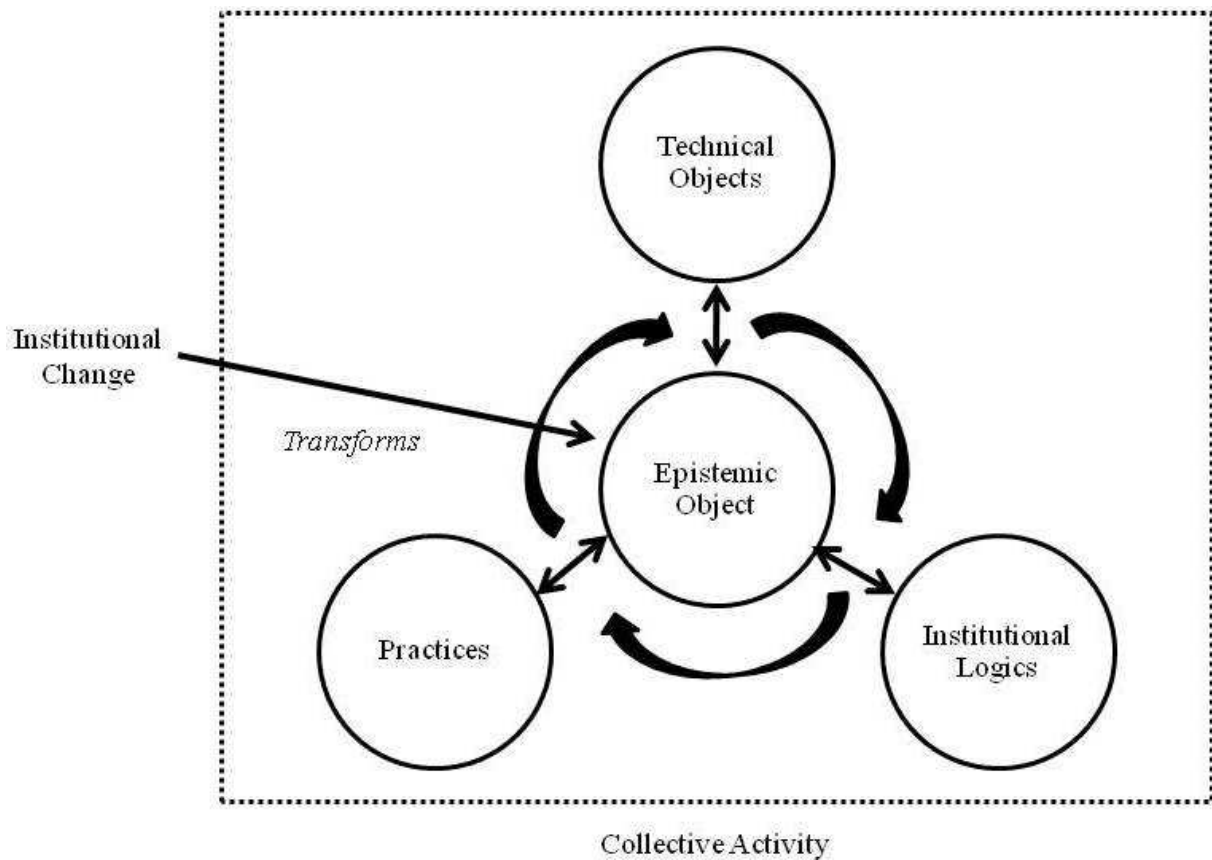 Technical
Objects
Institutional
Change
Transforms
Epistemic
Object
Practices
Institutional
Logics
Collective Activity